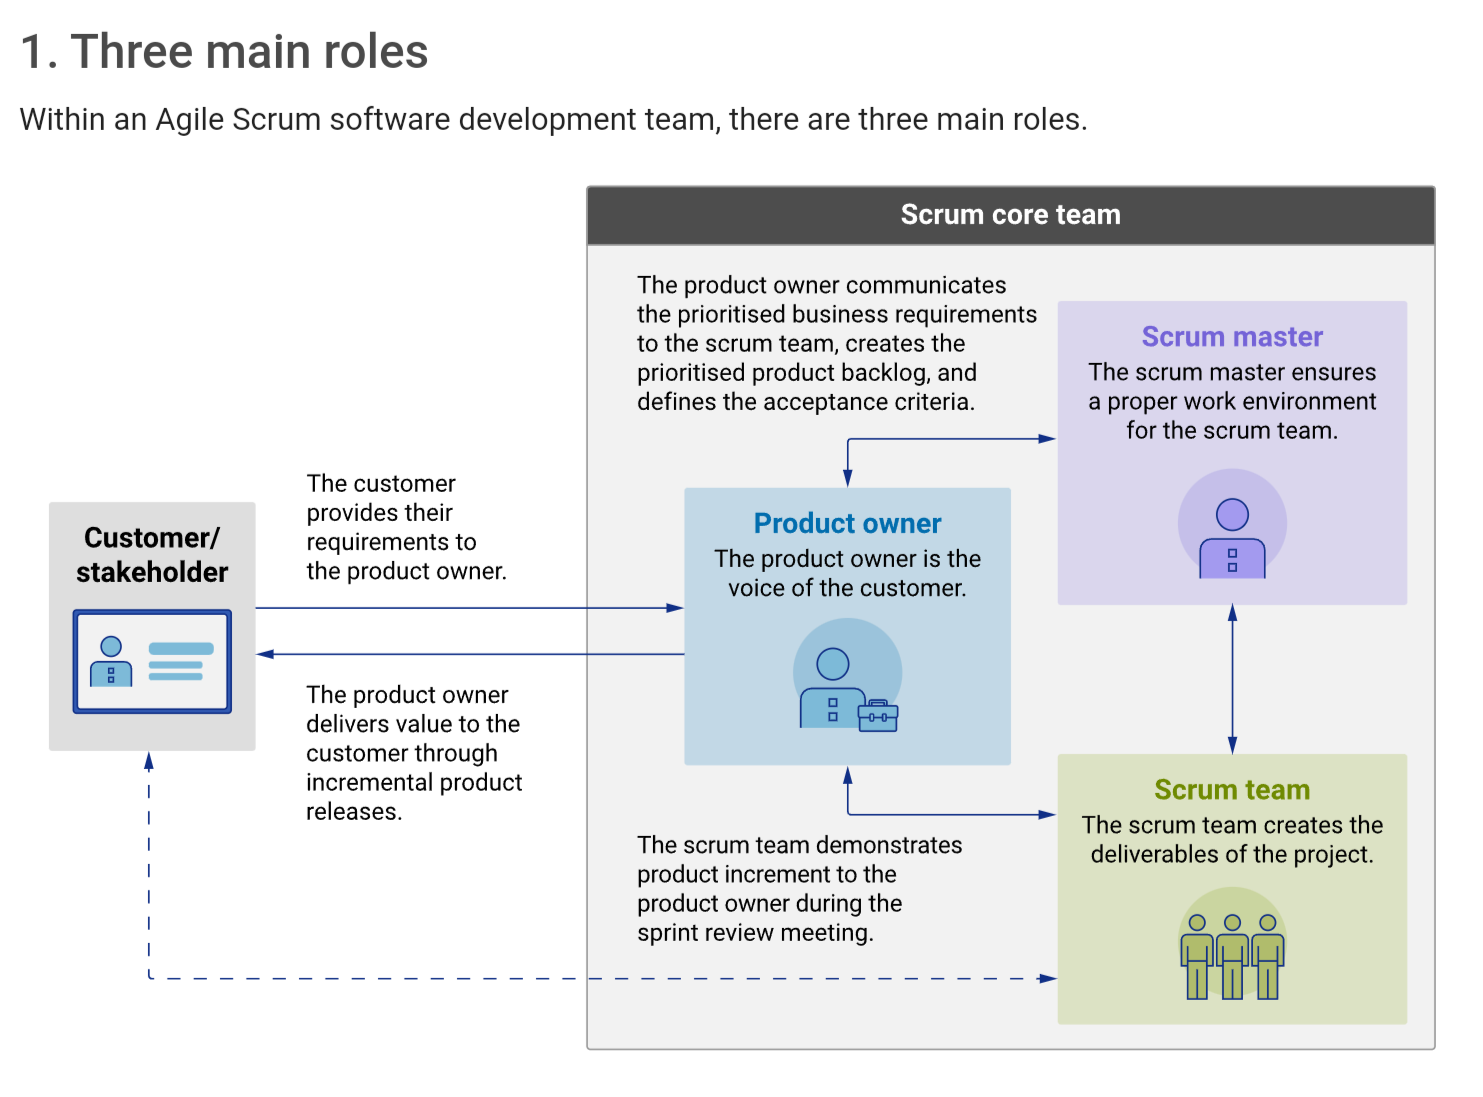 1. Three main roles
Within an Agile Scrum software development team, there are three main roles.
Scrum core team
The product owner communicates
the prioritised business requirements
to the scrum team, creates the
prioritised product backlog, and
defines the acceptance criteria.
Scrum master
The scrum master ensures
a proper work environment
for the scrum team.
The customer
provides their
requirements to
the product owner.
Customer/
stakeholder
Product owner
The product owner is the
voice of the customer.
The product owner
delivers value to the
customer through
incremental product
releases.
Scrum team
The scrum team creates the
deliverables of the project.
The scrum team demonstrates
product increment to the
product owner during the
sprint review meeting.